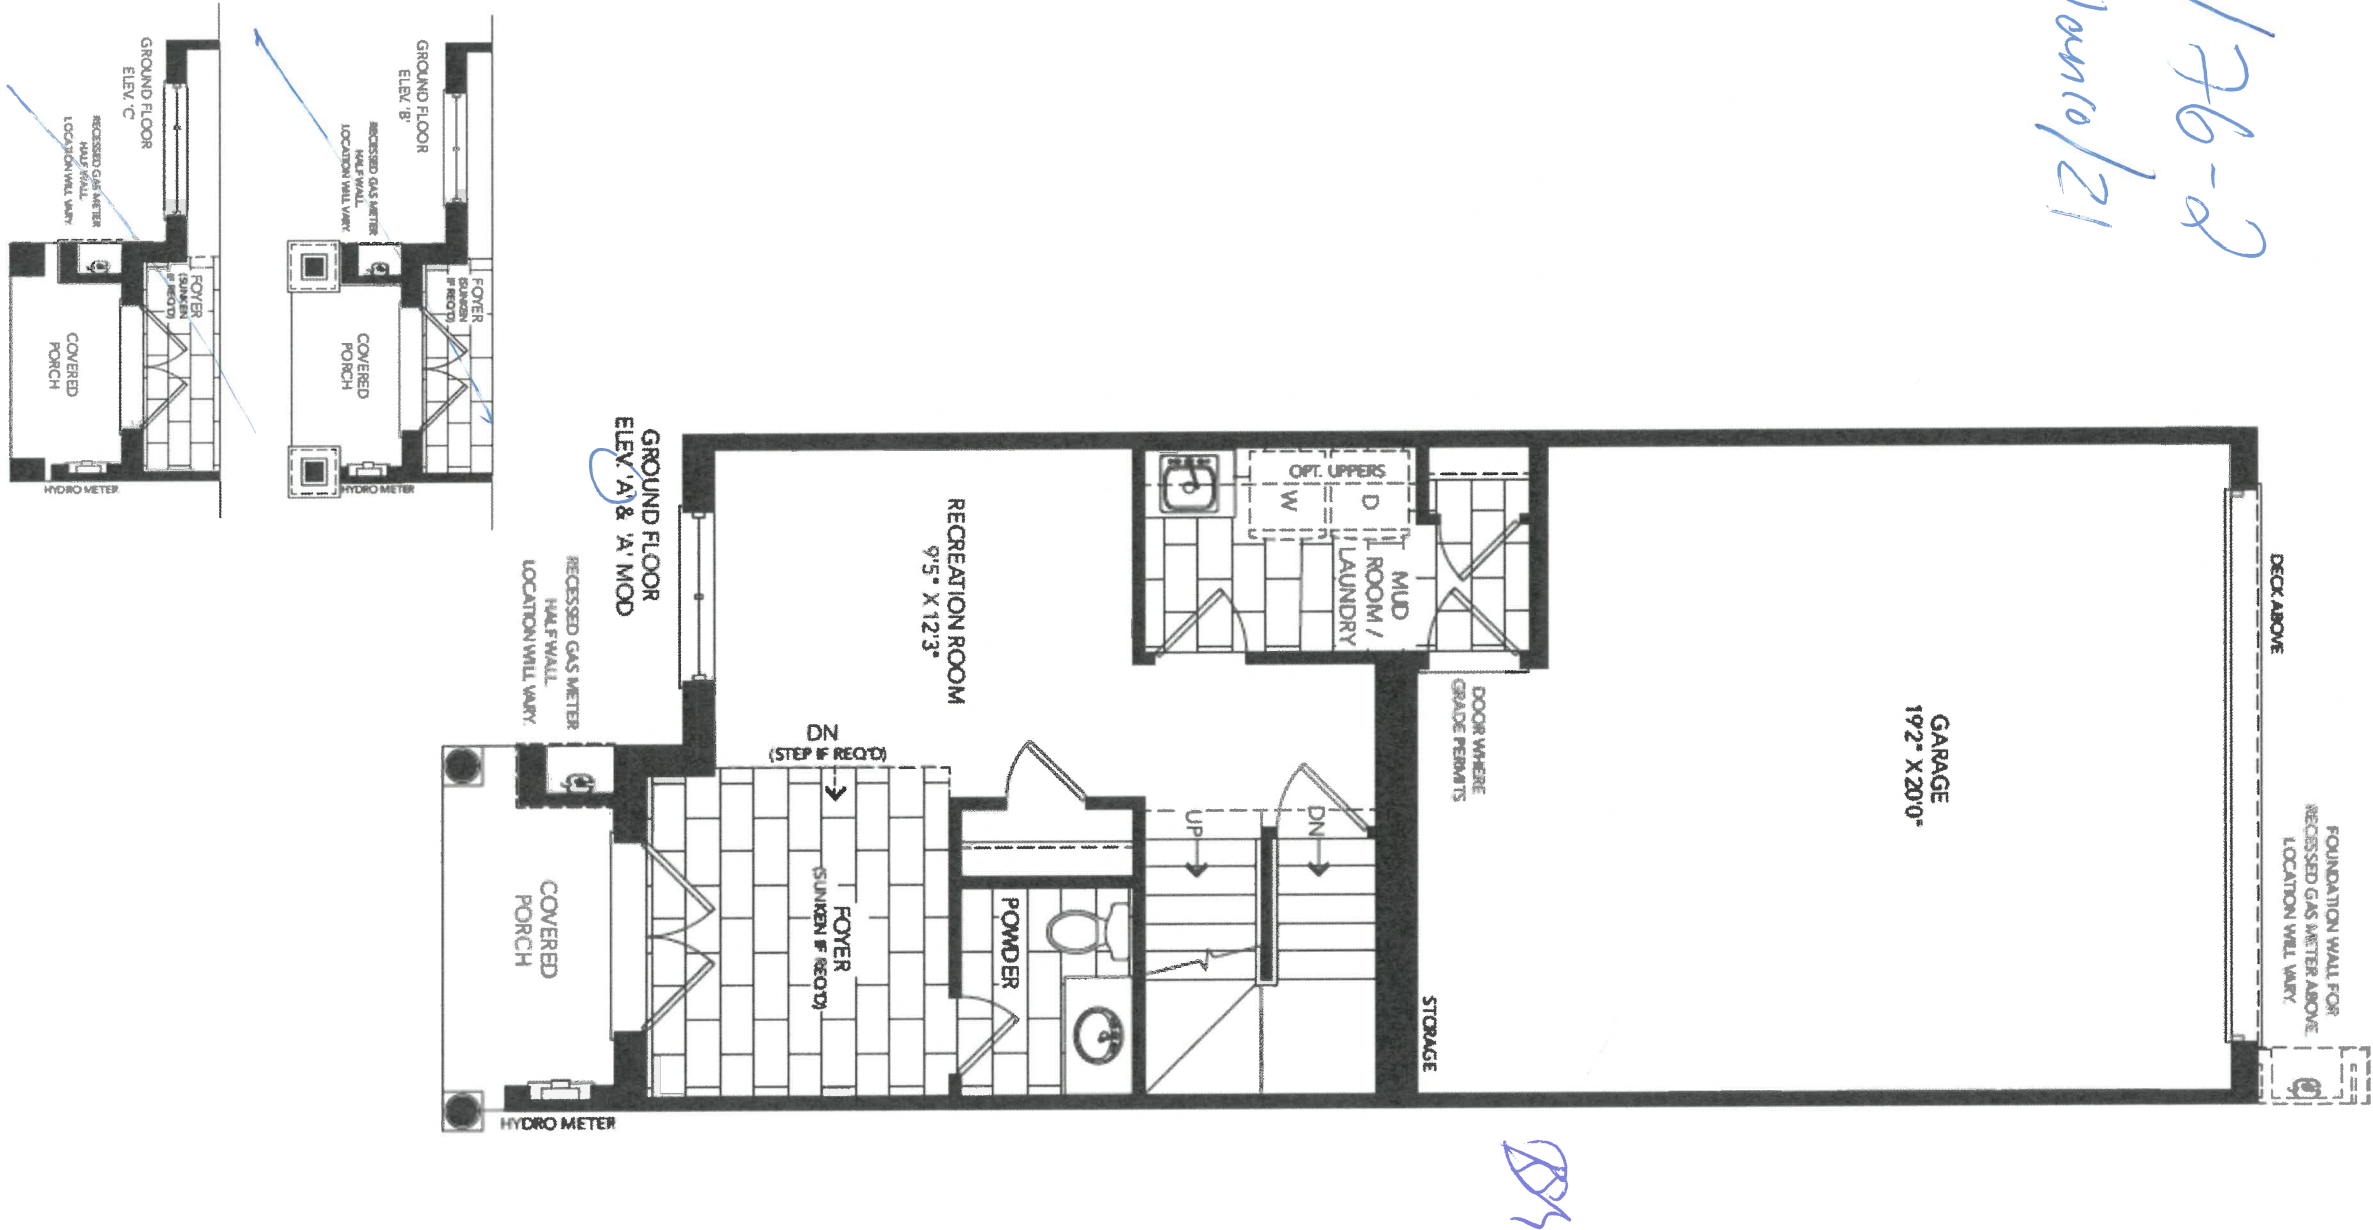 176-2
/21
DECK ABOVE
FOUNDATION WALL FOR
RECESSED GAS METER ABOVE
LOCATION WILL VARY.
GARAGE
19'2" X 20'0"
DOOR WHERE
GRADE PERMITS
STORAGE
OPT. UPPERS
W
D
MUD
ROOM /
LAUNDRY
DN
UP
RECREATION ROOM
9'5" X 12'3"
POWDER
DN
(STEP IF REQ'D)
FOYER
(SUNKEN IF REQ'D)
GROUND FLOOR
ELEV. 'A' & 'A' MOD
RECESSED GAS METER
HALF WALL.
LOCATION WILL VARY.
COVERED
PORCH
HYDRO METER
GROUND FLOOR
ELEV. 'B'
RECESSED GAS METER
HALF WALL.
LOCATION WILL VARY.
FOYER
(SUNKEN
IF REQ'D)
COVERED
PORCH
HYDRO METER
GROUND FLOOR
ELEV. 'C'
RECESSED GAS METER
HALF WALL.
LOCATION WILL VARY.
FOYER
(SUNKEN
IF REQ'D)
COVERED
PORCH
HYDRO METER